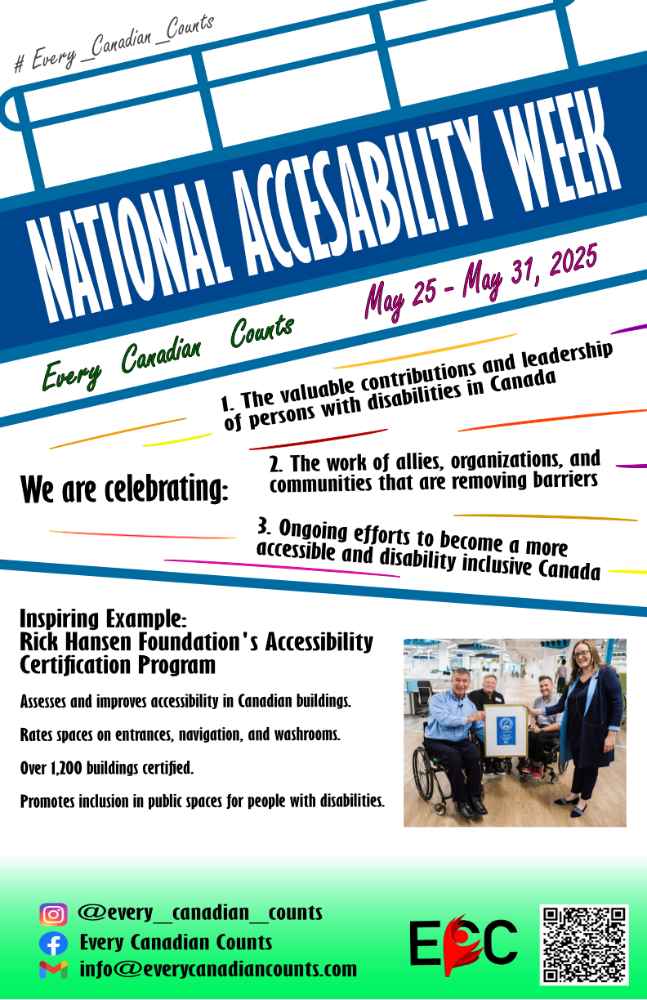 # Every _Canadian _Counts
NATIONAL ACCESABILITY WEEK
May 25 - May 31, 2025
Every Canadian Counts
1. The valuable contributions and leadership
of persons with disabilities in Canada
We are celebrating:
2. The work of allies, organizations, and
communities that are removing barriers
3. Ongoing efforts to become a more
accessible and disability inclusive Canada
Inspiring Example:
Rick Hansen Foundation's Accessibility
Certification Program
Assesses and improves accessibility in Canadian buildings.
Rates spaces on entrances, navigation, and washrooms.
Over 1,200 buildings certified.
Promotes inclusion in public spaces for people with disabilities.
@every__canadian__counts
Every Canadian Counts
info@everycanadiancounts.com
ECC